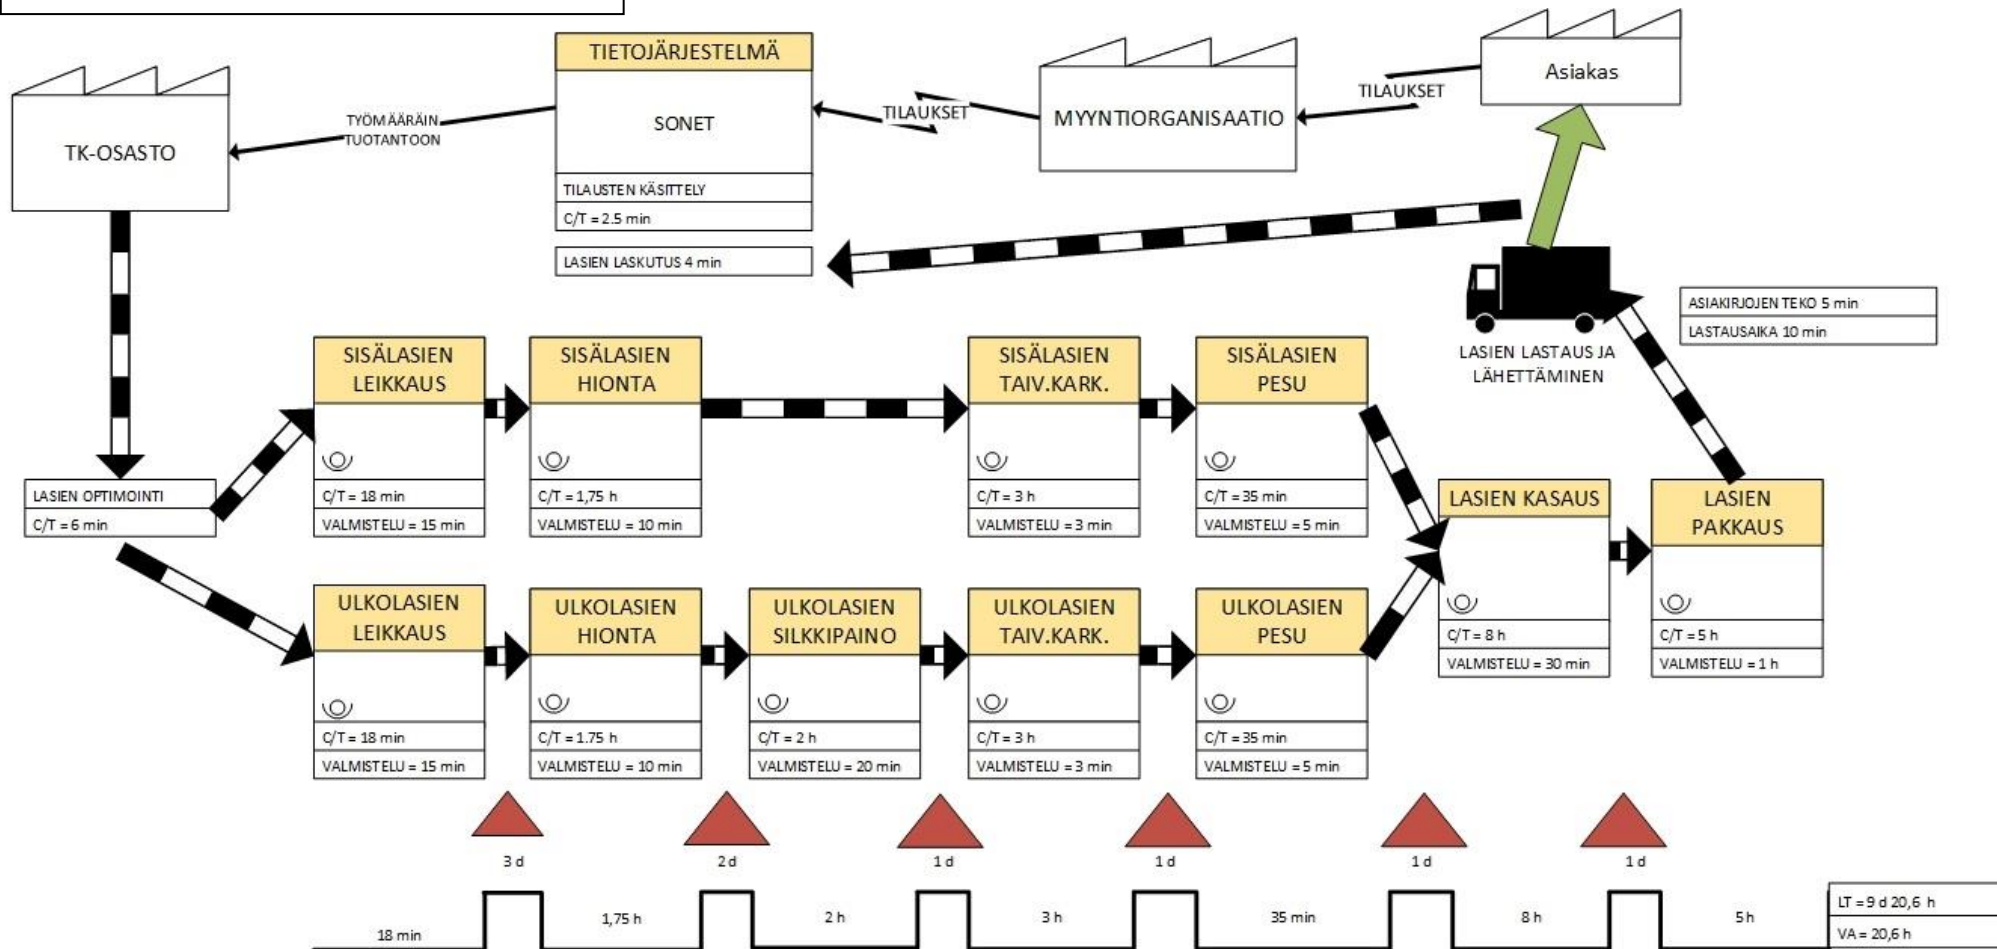 TK-OSASTO
TYÖMÄÄRÄIN
TUOTANTOON
TIETOJÄRJESTELMÄ
SONET
TILAUSTEN KÄSITTELY
C/T = 2.5 min
LASIEN LASKUTUS 4 min
TILAUKSET
MYYNTIORGANISAATIO
TILAUKSET
Asiakas
ASIAKIRJOJEN TEKO 5 min
LASTAUSAIKA 10 min
LASIEN LASTAUS JA
LÄHETTÄMINEN
LASIEN OPTIMOINTI
C/T = 6 min
SISÄLASIEN
LEIKKAUS
C/T = 18 min
VALMISTELU = 15 min
SISÄLASIEN
HIONTA
C/T = 1,75 h
VALMISTELU = 10 min
SISÄLASIEN
TAIV.KARK.
C/T = 3 h
VALMISTELU = 3 min
SISÄLASIEN
PESU
C/T = 35 min
VALMISTELU = 5 min
ULKOLASIEN
LEIKKAUS
C/T = 18 min
VALMISTELU = 15 min
ULKOLASIEN
HIONTA
C/T = 1.75 h
VALMISTELU = 10 min
ULKOLASIEN
SILKKIPAINO
C/T = 2 h
VALMISTELU = 20 min
ULKOLASIEN
TAIV.KARK.
C/T = 3 h
VALMISTELU = 3 min
ULKOLASIEN
PESU
C/T = 35 min
VALMISTELU = 5 min
LASIEN KASAUS
C/T = 8 h
VALMISTELU = 30 min
LASIEN
PAKKAUS
C/T = 5 h
VALMISTELU = 1 h
3 d
2 d
1 d
1 d
1 d
1 d
18 min
1,75 h
2 h
3 h
35 min
8 h
5 h
LT = 9 d 20,6 h
VA = 20,6 h